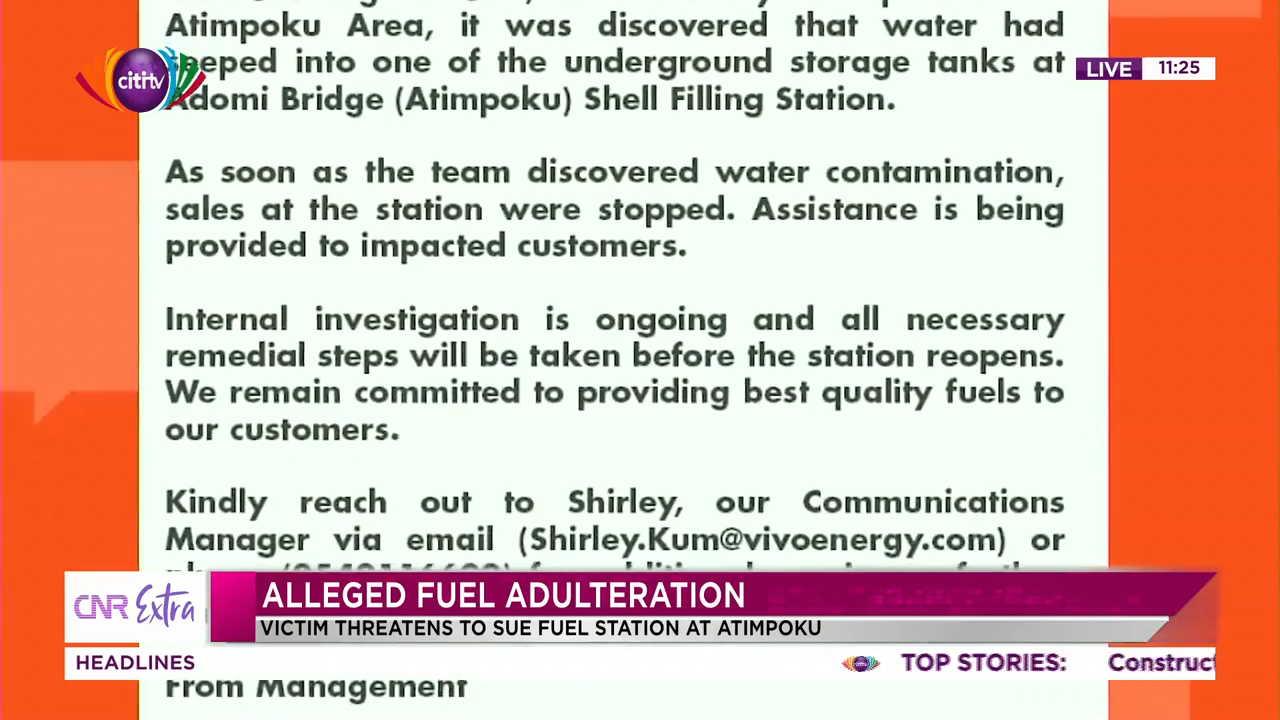 Atimpoku Area, it was discovered that water had
seeped into one of the underground storage tanks at
Adomi Bridge (Atimpoku) Shell Filling Station.
As soon as the team discovered water contamination,
sales at the station were stopped. Assistance is being
provided to impacted customers.
Internal investigation is ongoing and all necessary
remedial steps will be taken before the station reopens.
We remain committed to providing best quality fuels to
our customers.
Kindly reach out to Shirley, our Communications
Manager via email (Shirley.Kum@vivoenergy.com) or
From Management
citi tv
LIVE 11:25
CNR Extra
ALLEGED FUEL ADULTERATION
VICTIM THREATENS TO SUE FUEL STATION AT ATIMPOKU
HEADLINES
TOP STORIES: Construct